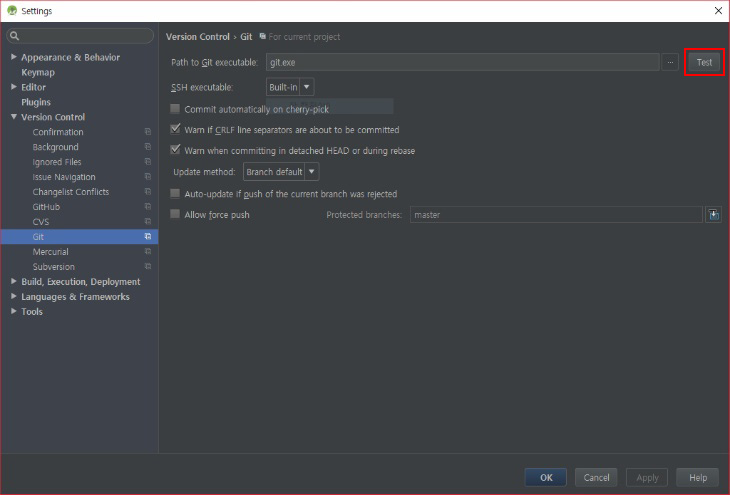 Settings
Version Control › Git For current project
Appearance & Behavior
Keymap
Editor
Plugins
Version Control
Confirmation
Background
Ignored Files
Issue Navigation
Changelist Conflicts
GitHub
CVS
Git
Mercurial
Subversion
Build, Execution, Deployment
Languages & Frameworks
Tools
Path to Git executable: git.exe ... Test
SSH executable: Built-in
Commit automatically on cherry-pick
Warn if CRLF line separators are about to be committed
Warn when committing in detached HEAD or during rebase
Update method: Branch default
Auto-update if push of the current branch was rejected
Allow force push Protected branches: master
OK Cancel Apply Help